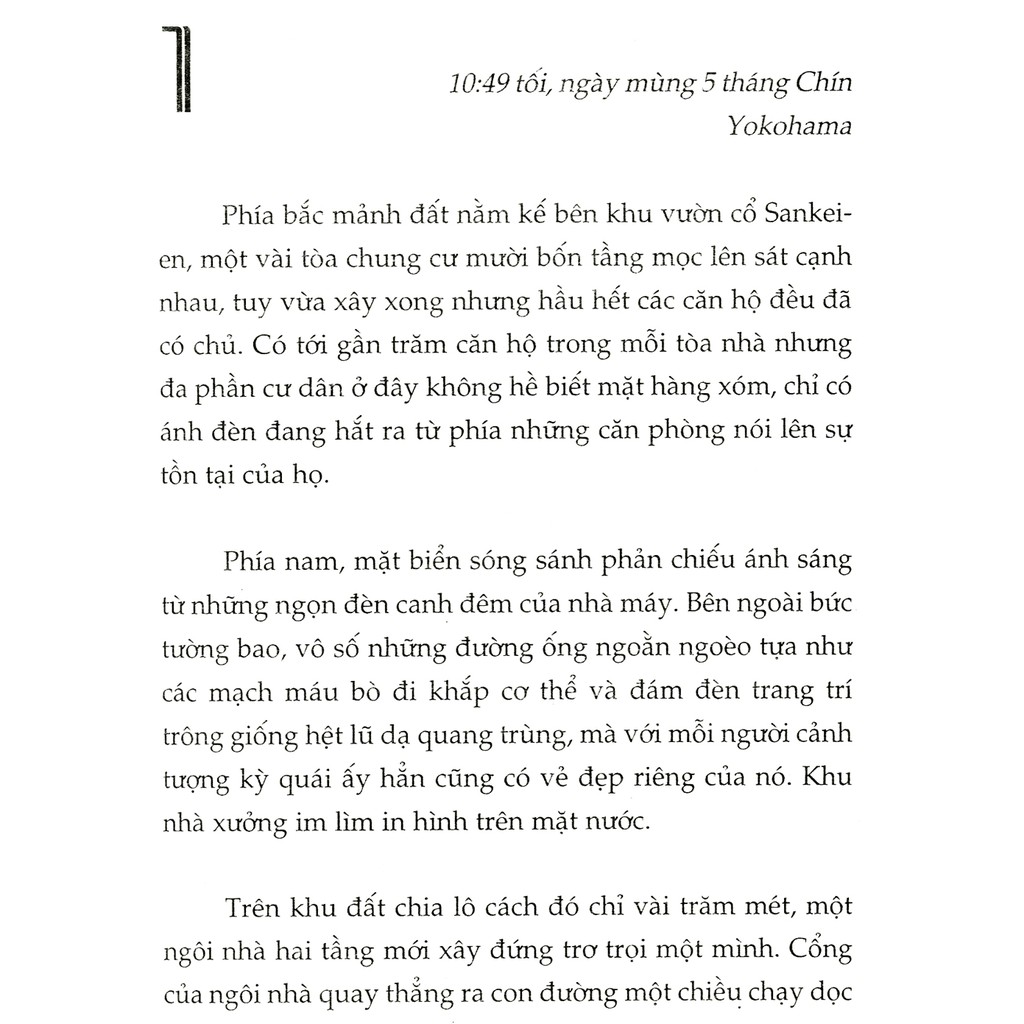 1
10:49 tối, ngày mùng 5 tháng Chín
Yokohama
Phía bắc mảnh đất nằm kế bên khu vườn cổ Sankei-
en, một vài tòa chung cư mười bốn tầng mọc lên sát cạnh
nhau, tuy vừa xây xong nhưng hầu hết các căn hộ đều đã
có chủ. Có tới gần trăm căn hộ trong mỗi tòa nhà nhưng
đa phần cư dân ở đây không hề biết mặt hàng xóm, chỉ có
ánh đèn đang hắt ra từ phía những căn phòng nói lên sự
tồn tại của họ.
Phía nam, mặt biển sóng sánh phản chiếu ánh sáng
từ những ngọn đèn canh đêm của nhà máy. Bên ngoài bức
tường bao, vô số những đường ống ngoằn ngoèo tựa như
các mạch máu bò đi khắp cơ thể và đám đèn trang trí
trông giống hệt lũ dạ quang trùng, mà với mỗi người cảnh
tượng kỳ quái ấy hẳn cũng có vẻ đẹp riêng của nó. Khu
nhà xưởng im lìm in hình trên mặt nước.
Trên khu đất chia lô cách đó chỉ vài trăm mét, một
ngôi nhà hai tầng mới xây đứng trơ trọi một mình. Cổng
của ngôi nhà quay thẳng ra con đường một chiều chạy dọc